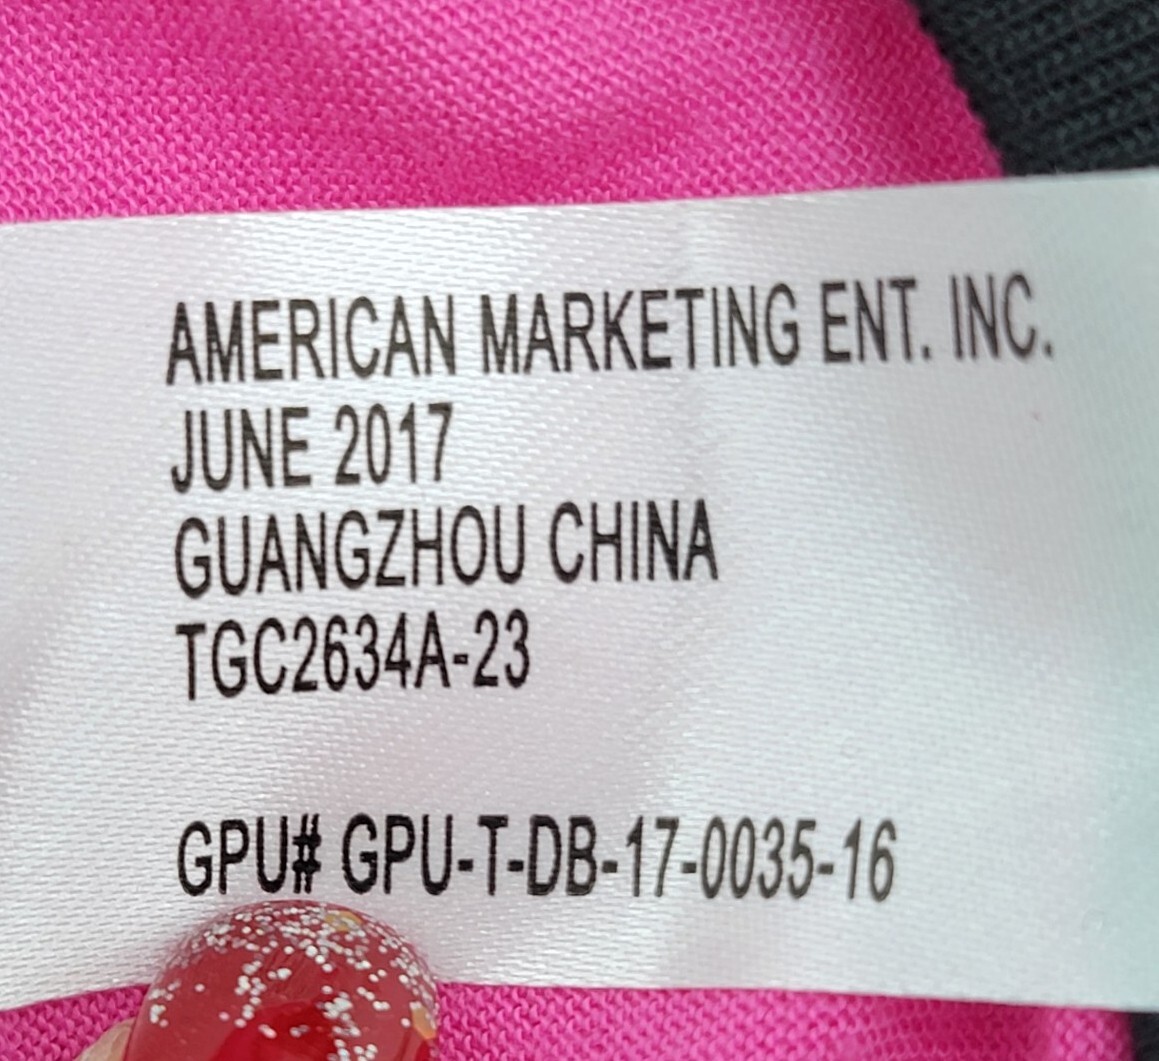 AMERICAN MARKETING ENT. INC.
JUNE 2017
GUANGZHOU CHINA
TGC2634A-23
GPU# GPU-T-DB-17-0035-16